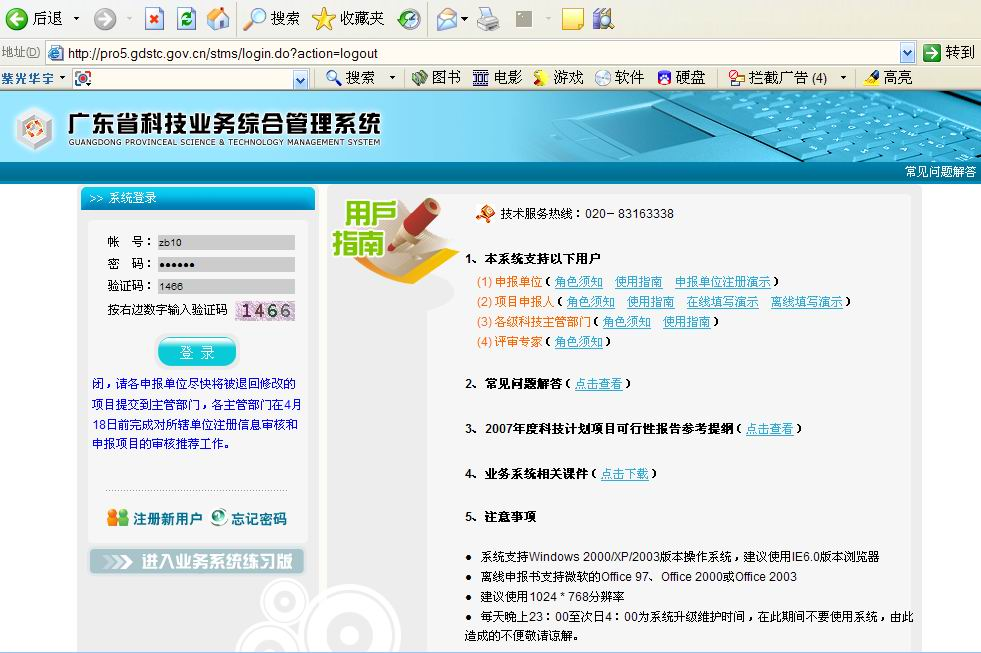 后退 搜索 收藏夹
地址(D) http://pro5.gdstc.gov.cn/stms/login.do?action=logout 转到
紫光华宇 搜索 图书 电影 游戏 软件 硬盘 拦截广告 (4) 高亮
广东省科技业务综合管理系统
GUANGDONG PROVINCEAL SCIENCE & TECHNOLOGY MANAGEMENT SYSTEM
常见问题解答
>> 系统登录
帐 号：zb10
密 码：●●●●●●
验证码：1466
按右边数字输入验证码 1466
登 录
闭，请各申报单位尽快将被退回修改的
项目提交到主管部门，各主管部门在4月
18日前完成对所辖单位注册信息审核和
申报项目的审核推荐工作。
注册新用户 忘记密码
>>> 进入业务系统练习版
用户
指南
技术服务热线：020－83163338
1、本系统支持以下用户
(1) 申报单位（角色须知 使用指南 申报单位注册演示）
(2) 项目申报人（角色须知 使用指南 在线填写演示 离线填写演示）
(3) 各级科技主管部门（角色须知 使用指南）
(4) 评审专家（角色须知）
2、常见问题解答（点击查看）
3、2007年度科技计划项目可行性报告参考提纲（点击查看）
4、业务系统相关课件（点击下载）
5、注意事项
● 系统支持Windows 2000/XP/2003版本操作系统，建议使用IE6.0版本浏览器
● 离线申报书支持微软的Office 97、Office 2000或Office 2003
● 建议使用1024 * 768分辨率
● 每天晚上23：00至次日4：00为系统升级维护时间，在此期间不要使用系统，由此
造成的不便敬请谅解。